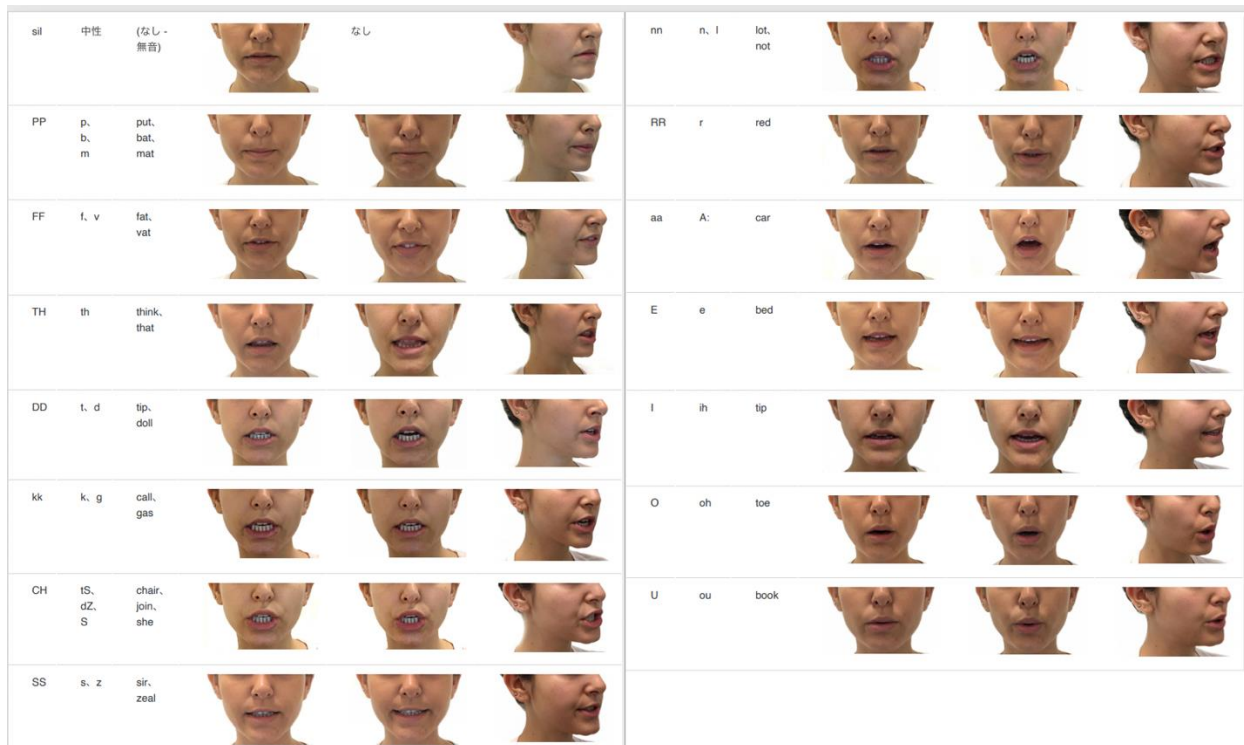 sil 中性 (なし -
無音) なし
PP p、 put、
b、 bat、
m mat
FF f、v fat、
vat
TH th think、
that
DD t、d tip、
doll
kk k、g call、
gas
CH tS、 chair、
dZ、 join、
S she
SS s、z sir、
zeal
nn n、l lot、
not
RR r red
aa A: car
E e bed
I ih tip
O oh toe
U ou book